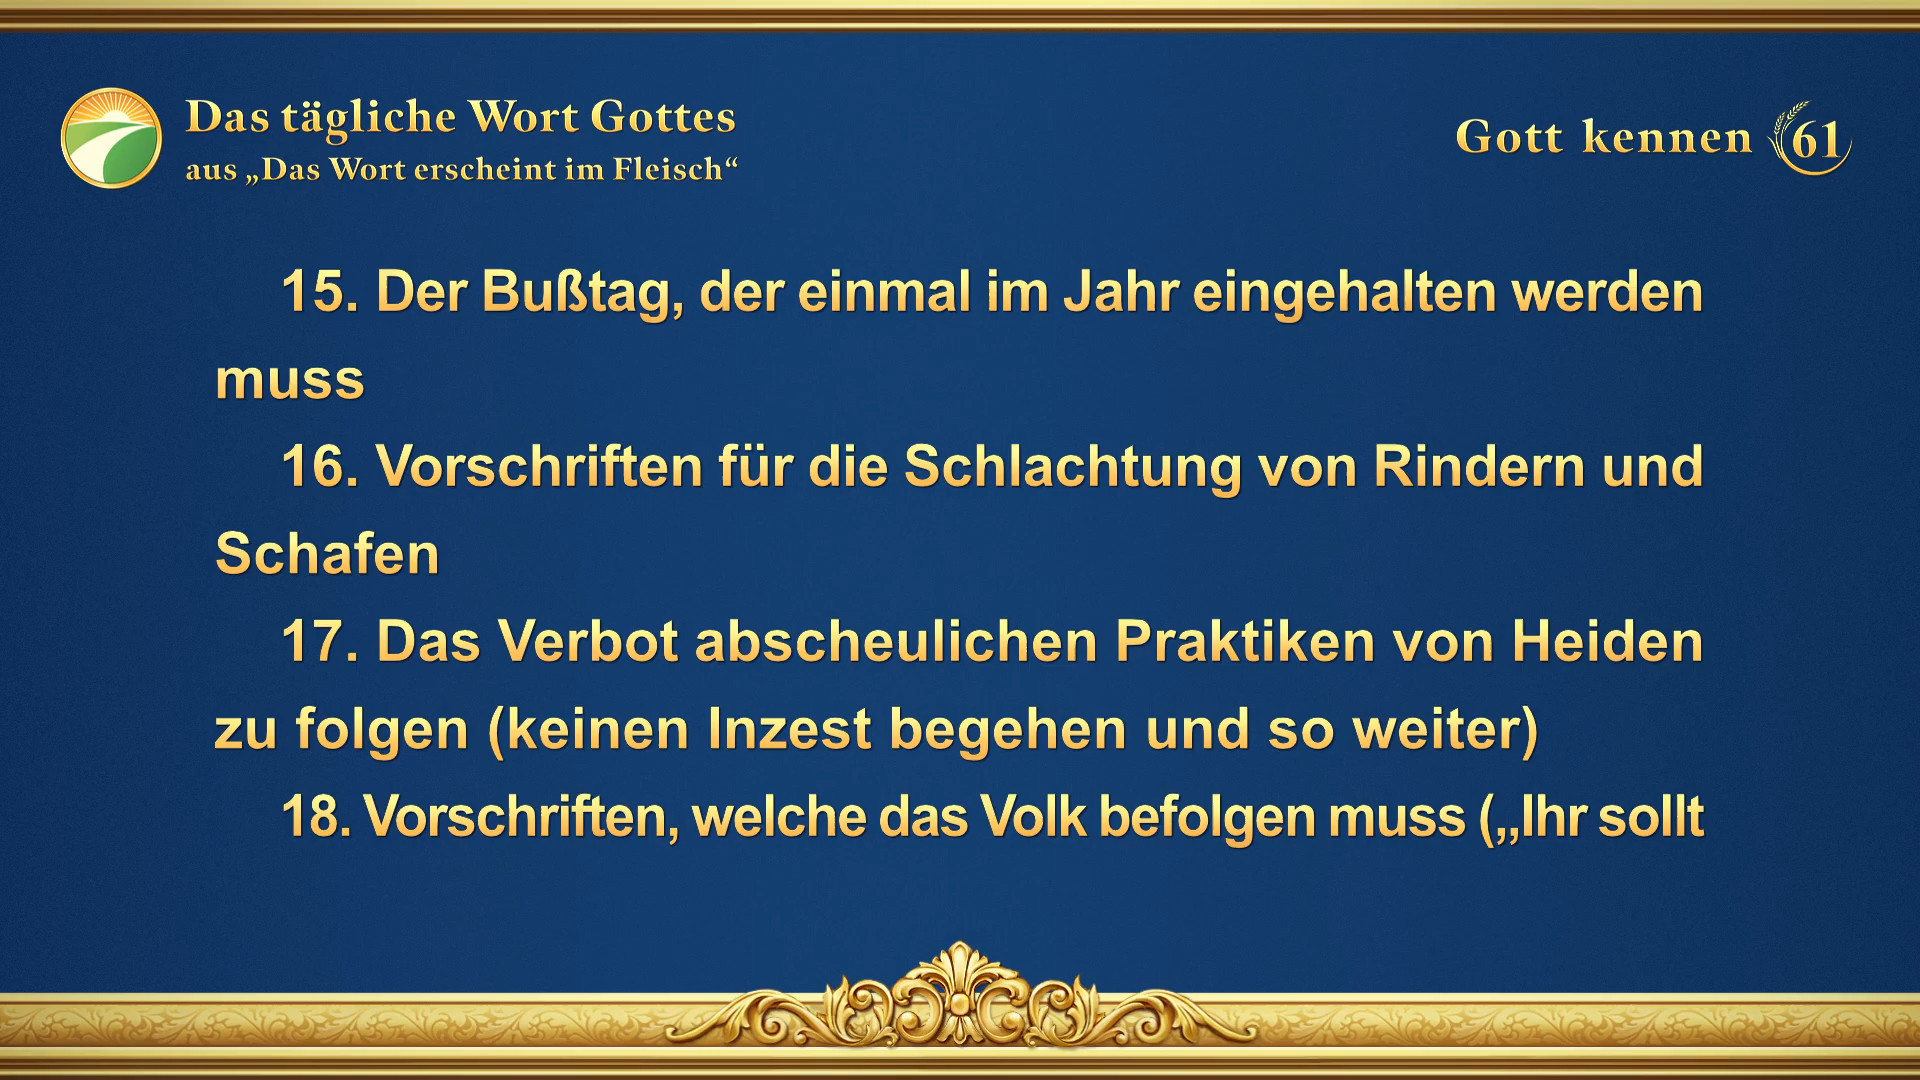 Das tägliche Wort Gottes
aus „Das Wort erscheint im Fleisch“
Gott kennen 61
15. Der Bußtag, der einmal im Jahr eingehalten werden
muss
16. Vorschriften für die Schlachtung von Rindern und
Schafen
17. Das Verbot abscheulichen Praktiken von Heiden
zu folgen (keinen Inzest begehen und so weiter)
18. Vorschriften, welche das Volk befolgen muss („Ihr sollt